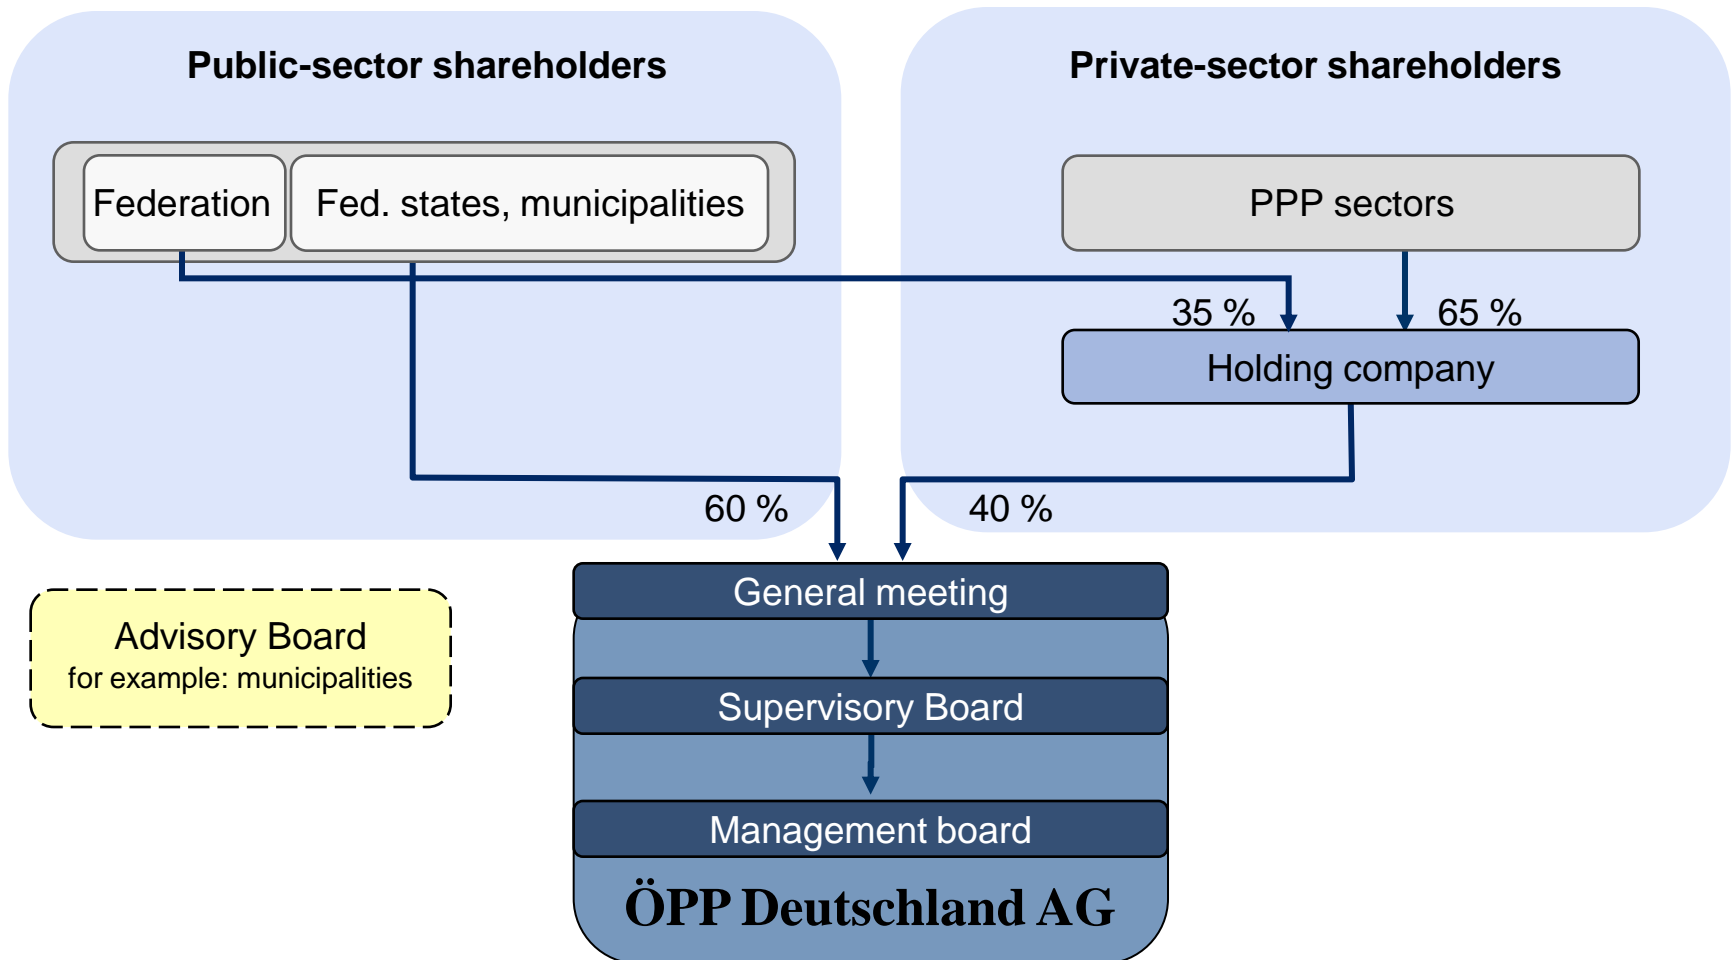 Public-sector shareholders
Private-sector shareholders
Federation
Fed. states, municipalities
PPP sectors
35 %
65 %
Holding company
60 %
40 %
General meeting
Advisory Board
for example: municipalities
Supervisory Board
Management board
ÖPP Deutschland AG